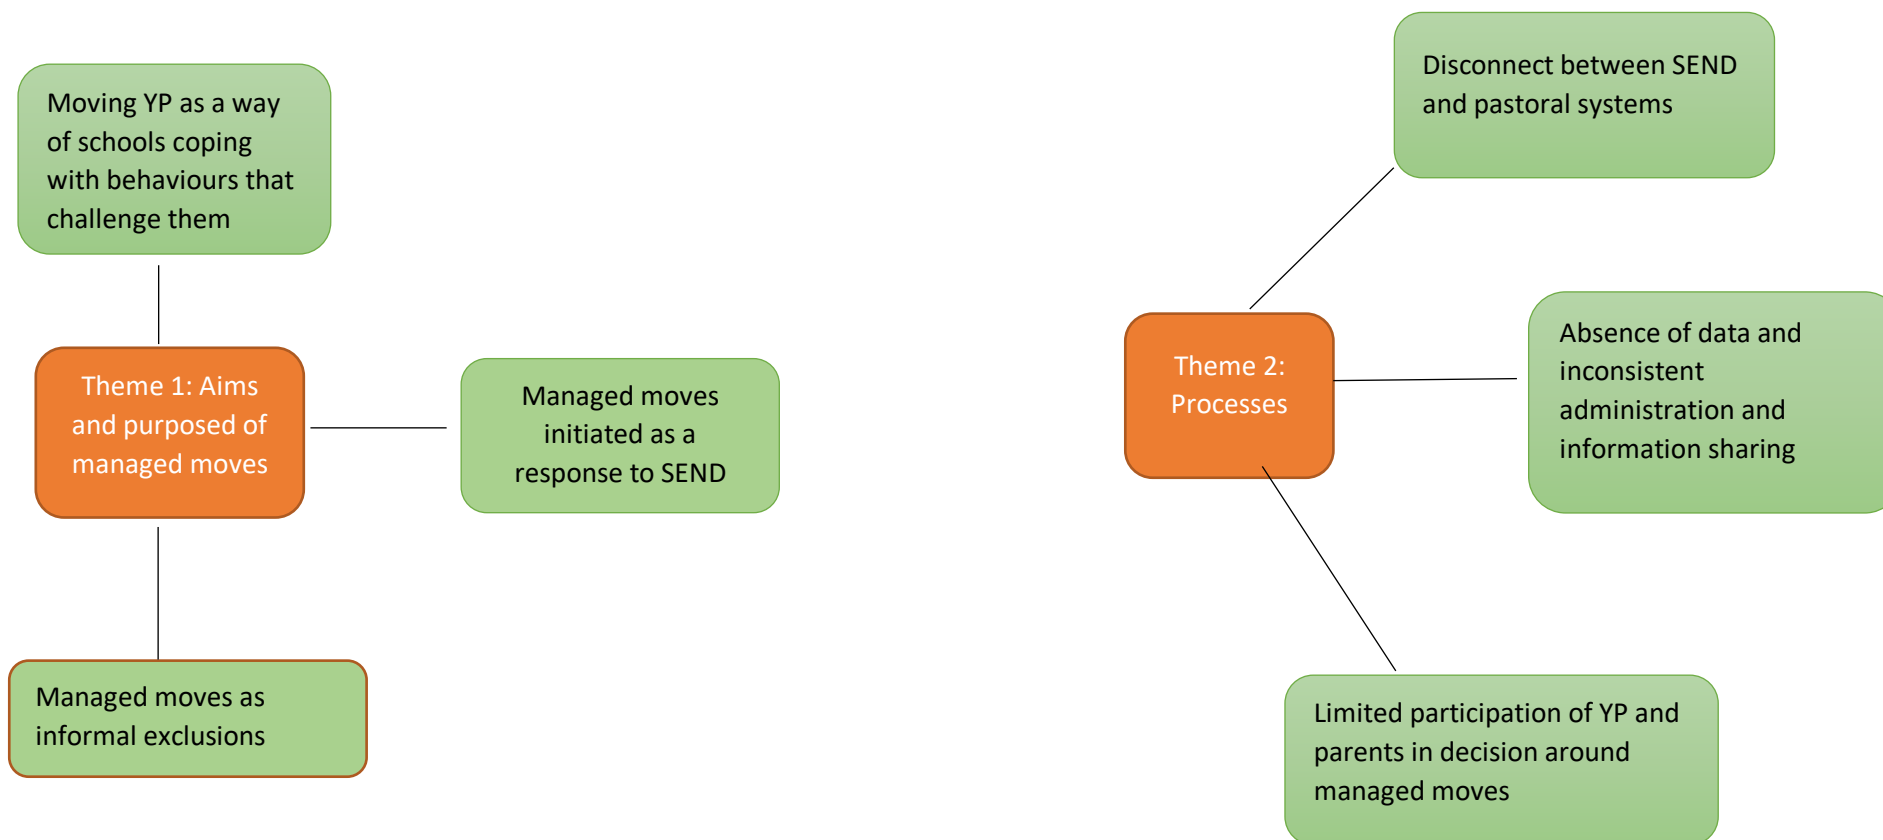 Moving YP as a way
of schools coping
with behaviours that
challenge them
Theme 1: Aims
and purposed of
managed moves
Managed moves
initiated as a
response to SEND
Managed moves as
informal exclusions
Disconnect between SEND
and pastoral systems
Theme 2:
Processes
Absence of data and
inconsistent
administration and
information sharing
Limited participation of YP and
parents in decision around
managed moves